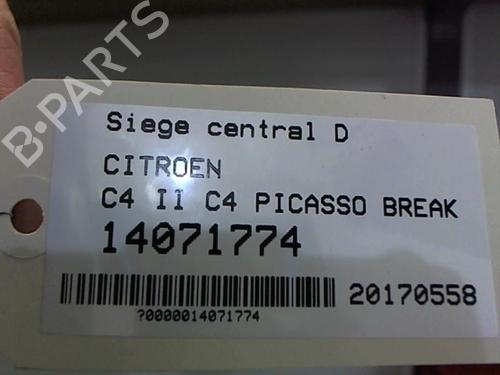 B-PARTS
Siege central D
CITROEN
C4 II C4 PICASSO BREAK
14071774
20170558
?0000014071774